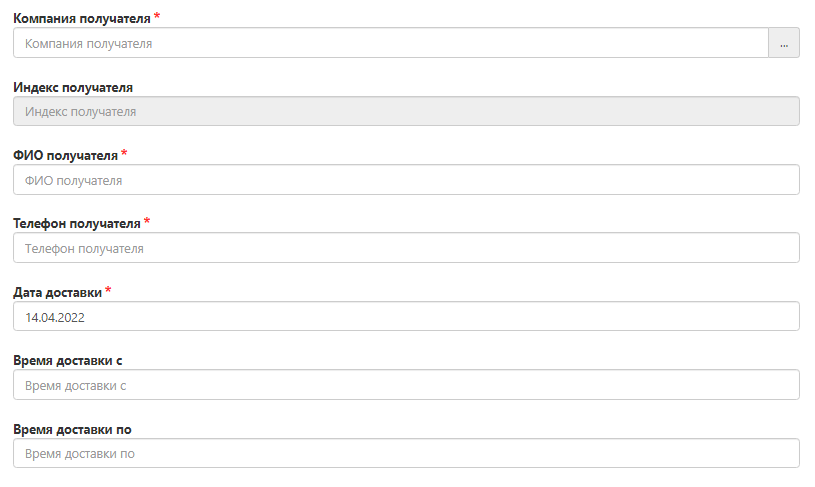 Компания получателя *
Компания получателя ...
Индекс получателя
Индекс получателя
ФИО получателя *
ФИО получателя
Телефон получателя *
Телефон получателя
Дата доставки *
14.04.2022
Время доставки с
Время доставки с
Время доставки по
Время доставки по